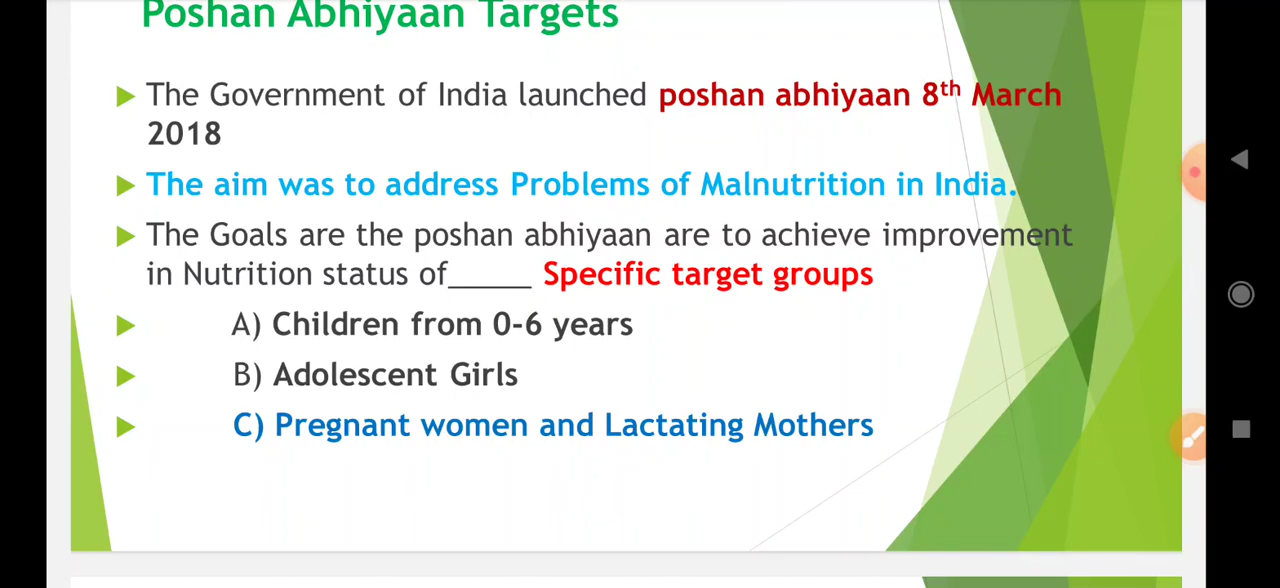 Poshan Abhiyaan Targets
The Government of India launched poshan abhiyaan 8th March
2018
The aim was to address Problems of Malnutrition in India.
The Goals are the poshan abhiyaan are to achieve improvement
in Nutrition status of_____ Specific target groups
A) Children from 0-6 years
B) Adolescent Girls
C) Pregnant women and Lactating Mothers